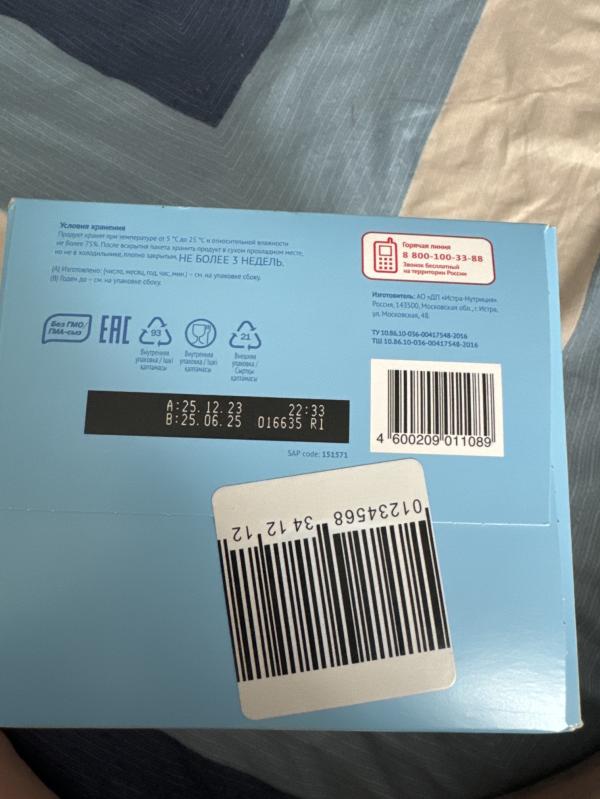 Условия хранения
Продукт хранят при температуре от 5 °C до 25 °C и относительной влажности
не более 75%. После вскрытия пакета хранить продукт в сухом прохладном месте,
но не в холодильнике, плотно закрытым, НЕ БОЛЕЕ 3 НЕДЕЛЬ.
(А) Изготовлено: (число, месяц, год, час, мин.) – см. на упаковке сбоку.
(В) Годен до – см. на упаковке сбоку.
Горячая линия
8 800-100-33-88
Звонок бесплатный
на территории России
Изготовитель: АО «ДП «Истра-Нутриция»
Россия, 143500, Московская обл., г. Истра,
ул. Московская, 48.
ТУ 10.86.10-036-00417548-2016
ТШ 10.86.10-036-00417548-2016
Без ГМО/
ГМА-сыз
EAC
93
21
Внутренняя
упаковка / Ішкі
қаптамасы
Внутренняя
упаковка / Ішкі
қаптамасы
Внешняя
упаковка /
Сыртқы
қаптамасы
A:25.12.23 22:33
B:25.06.25 016635 R1
4 600209 011089
SAP code: 151571
01234568 34 12 12